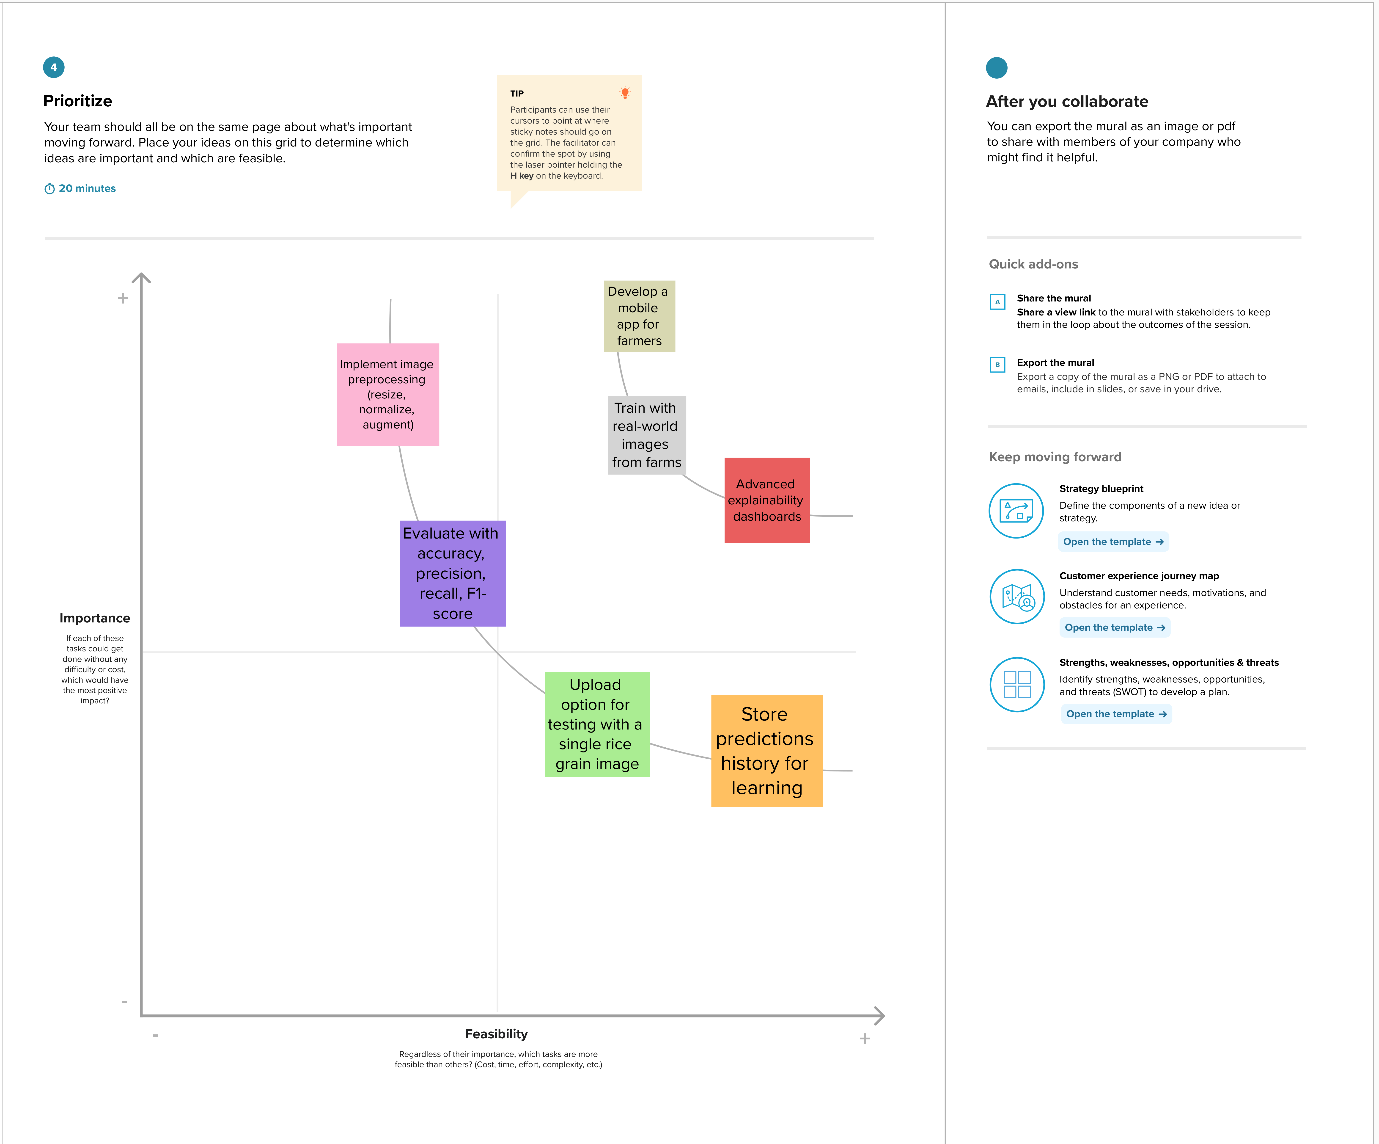 4
Prioritize
Your team should all be on the same page about what's important
moving forward. Place your ideas on this grid to determine which
ideas are important and which are feasible.
20 minutes
TIP
Participants can use their
cursors to point at where
sticky notes should go on
the grid. The facilitator can
confirm the spot by using
the laser pointer holding the
H key on the keyboard.
+
Develop a
mobile
app for
farmers
Implement image
preprocessing
(resize,
normalize,
augment)
Train with
real-world
images
from farms
Advanced
explainability
dashboards
Evaluate with
accuracy,
precision,
recall, F1-
score
Importance
If each of these
tasks could get
done without any
difficulty or cost,
which would have
the most positive
impact?
Upload
option for
testing with a
single rice
grain image
Store
predictions
history for
learning
-
-
Feasibility
+
Regardless of their importance, which tasks are more
feasible than others? (Cost, time, effort, complexity, etc.)
After you collaborate
You can export the mural as an image or pdf
to share with members of your company who
might find it helpful.
Quick add-ons
A
Share the mural
Share a view link to the mural with stakeholders to keep
them in the loop about the outcomes of the session.
B
Export the mural
Export a copy of the mural as a PNG or PDF to attach to
emails, include in slides, or save in your drive.
Keep moving forward
Strategy blueprint
Define the components of a new idea or
strategy.
Open the template →
Customer experience journey map
Understand customer needs, motivations, and
obstacles for an experience.
Open the template →
Strengths, weaknesses, opportunities & threats
Identify strengths, weaknesses, opportunities,
and threats (SWOT) to develop a plan.
Open the template →